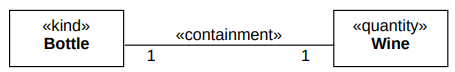 «kind»
Bottle
«containment»
1
1
«quantity»
Wine